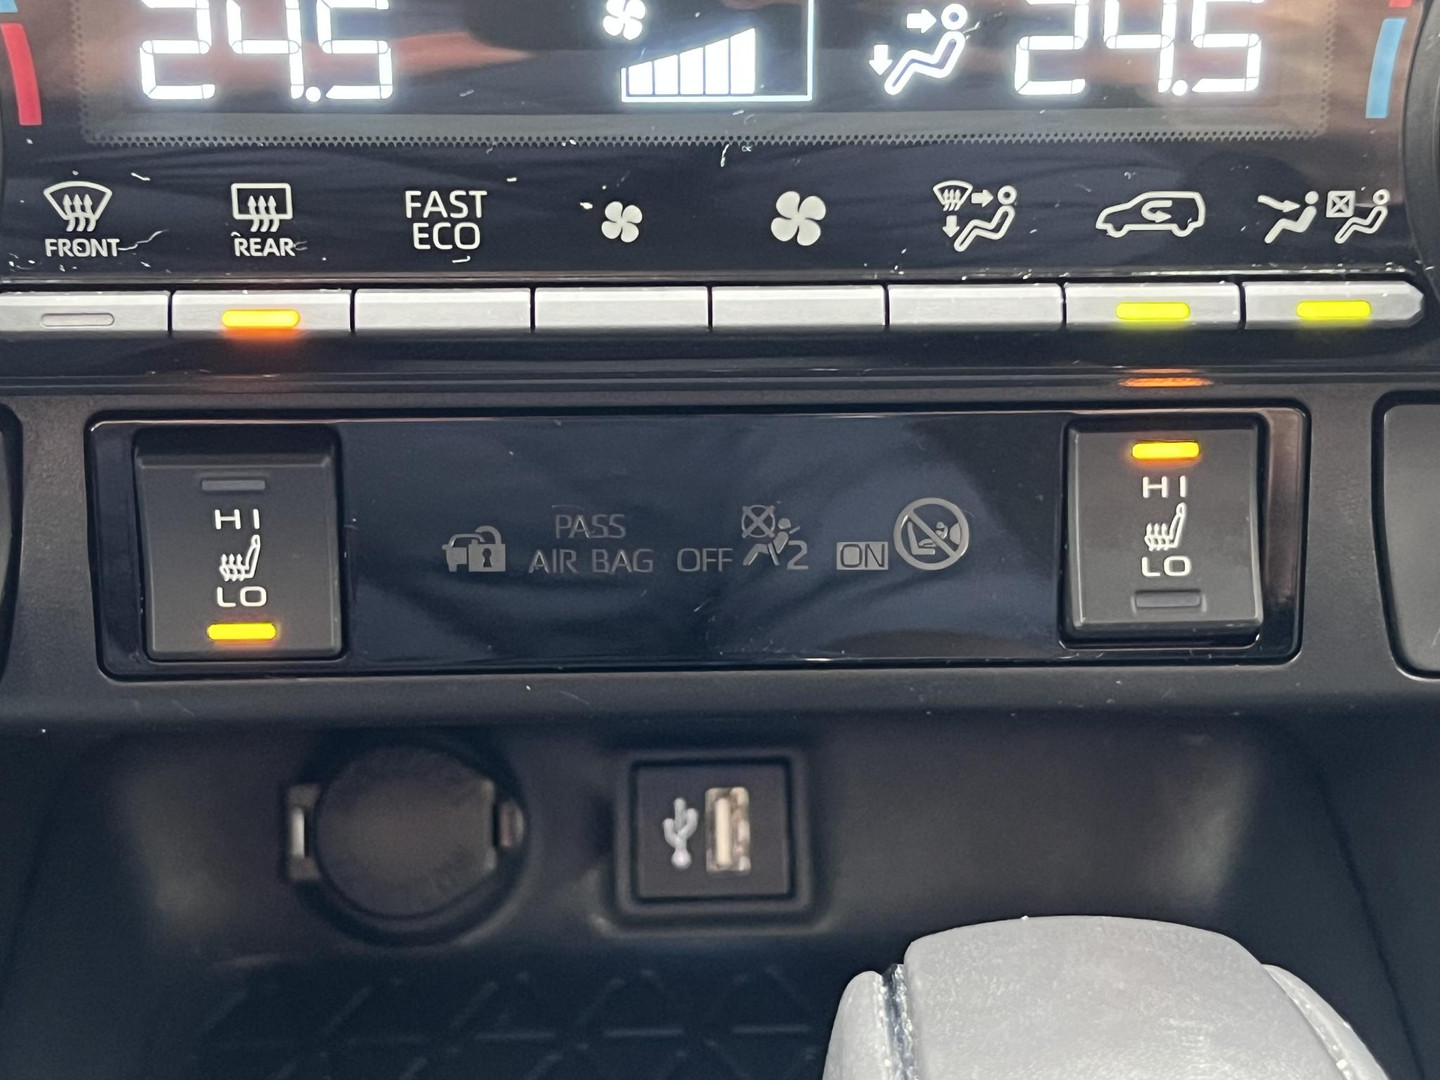 24.5 24.5
FRONT REAR FAST ECO
HI
LO
PASS
AIR BAG OFF 2 ON
HI
LO